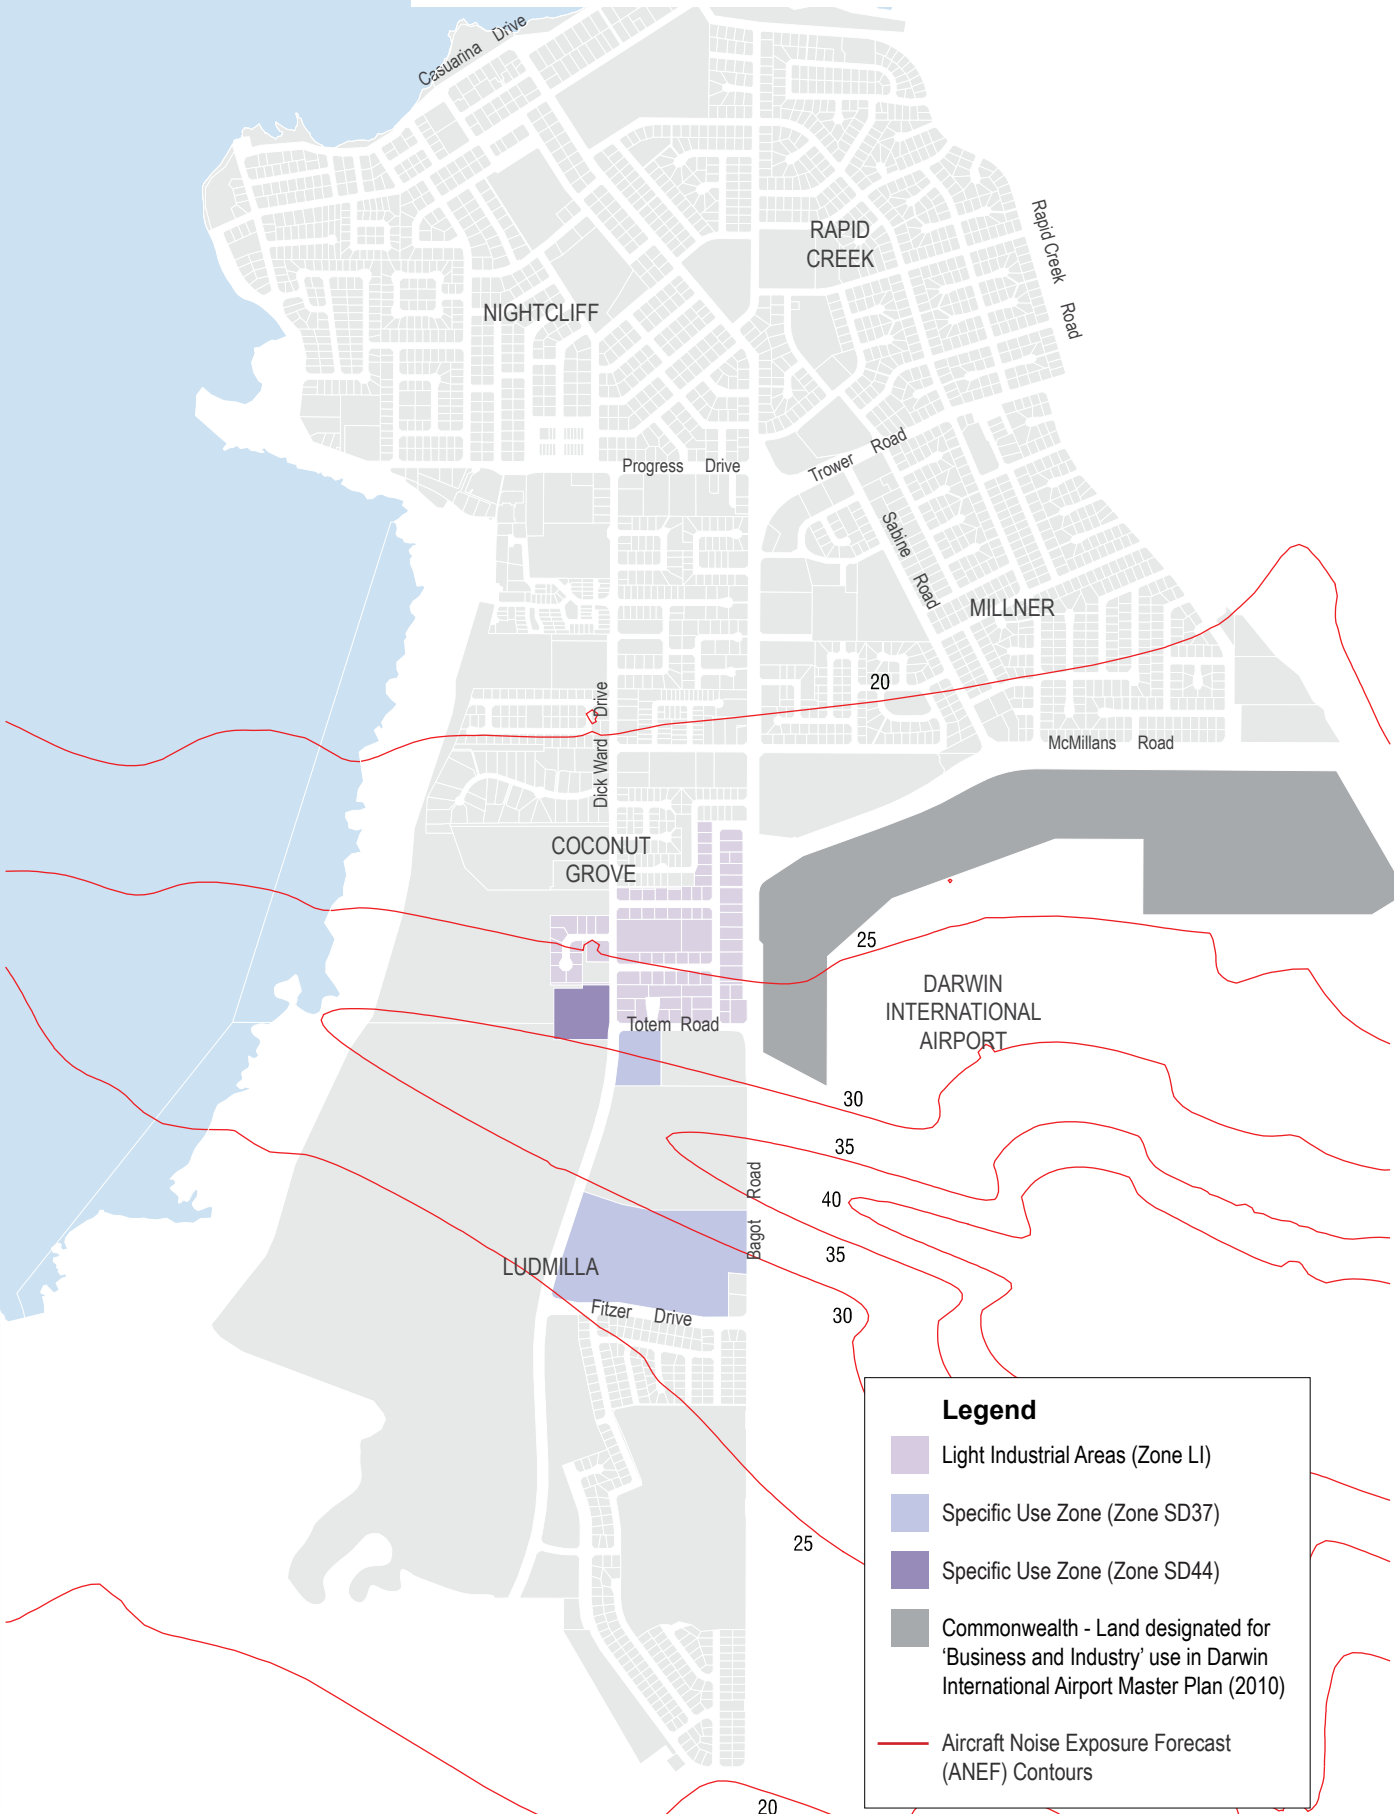 Casuarina Drive
RAPID
CREEK
Rapid Creek Road
NIGHTCLIFF
Progress Drive
Trower Road
Sabine Road
MILLNER
20
Dick Ward Drive
McMillans Road
COCONUT
GROVE
25
DARWIN
INTERNATIONAL
AIRPORT
Totem Road
30
35
Bagot Road
40
35
LUDMILLA
Fitzer Drive
30
25
20
Legend
Light Industrial Areas (Zone LI)
Specific Use Zone (Zone SD37)
Specific Use Zone (Zone SD44)
Commonwealth - Land designated for
‘Business and Industry’ use in Darwin
International Airport Master Plan (2010)
Aircraft Noise Exposure Forecast
(ANEF) Contours